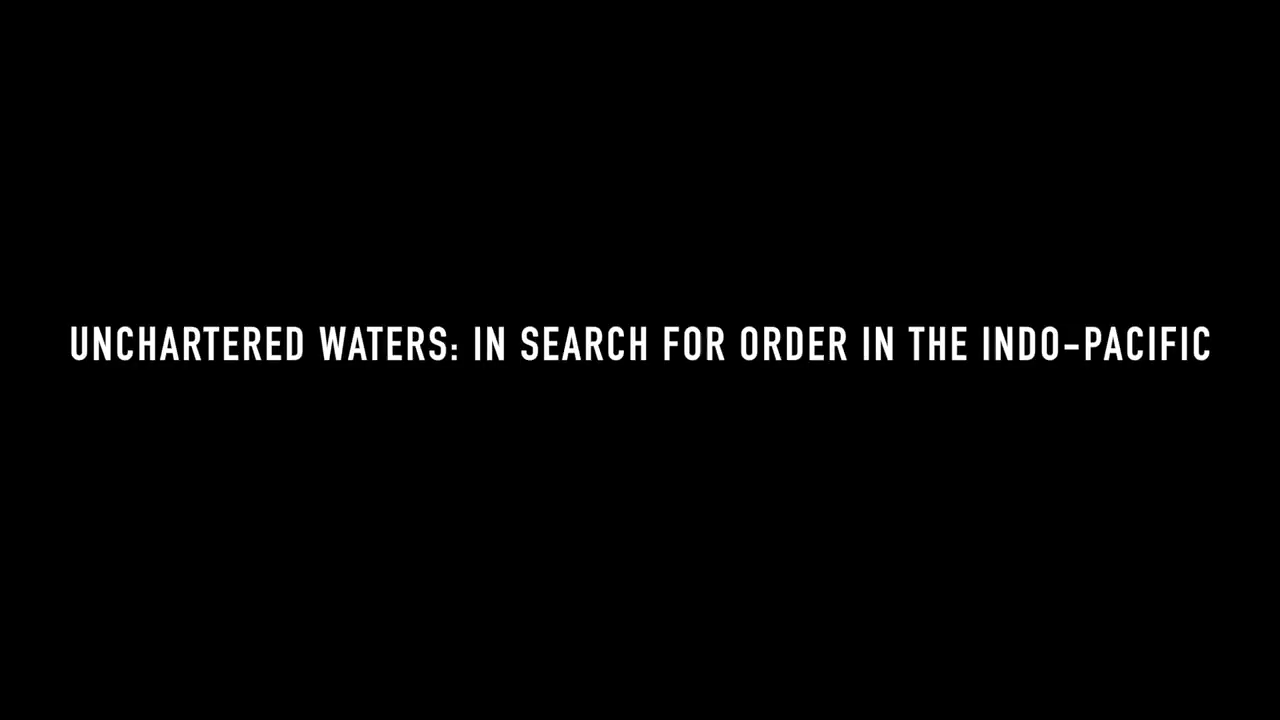 UNCHARTERED WATERS: IN SEARCH FOR ORDER IN THE INDO-PACIFIC